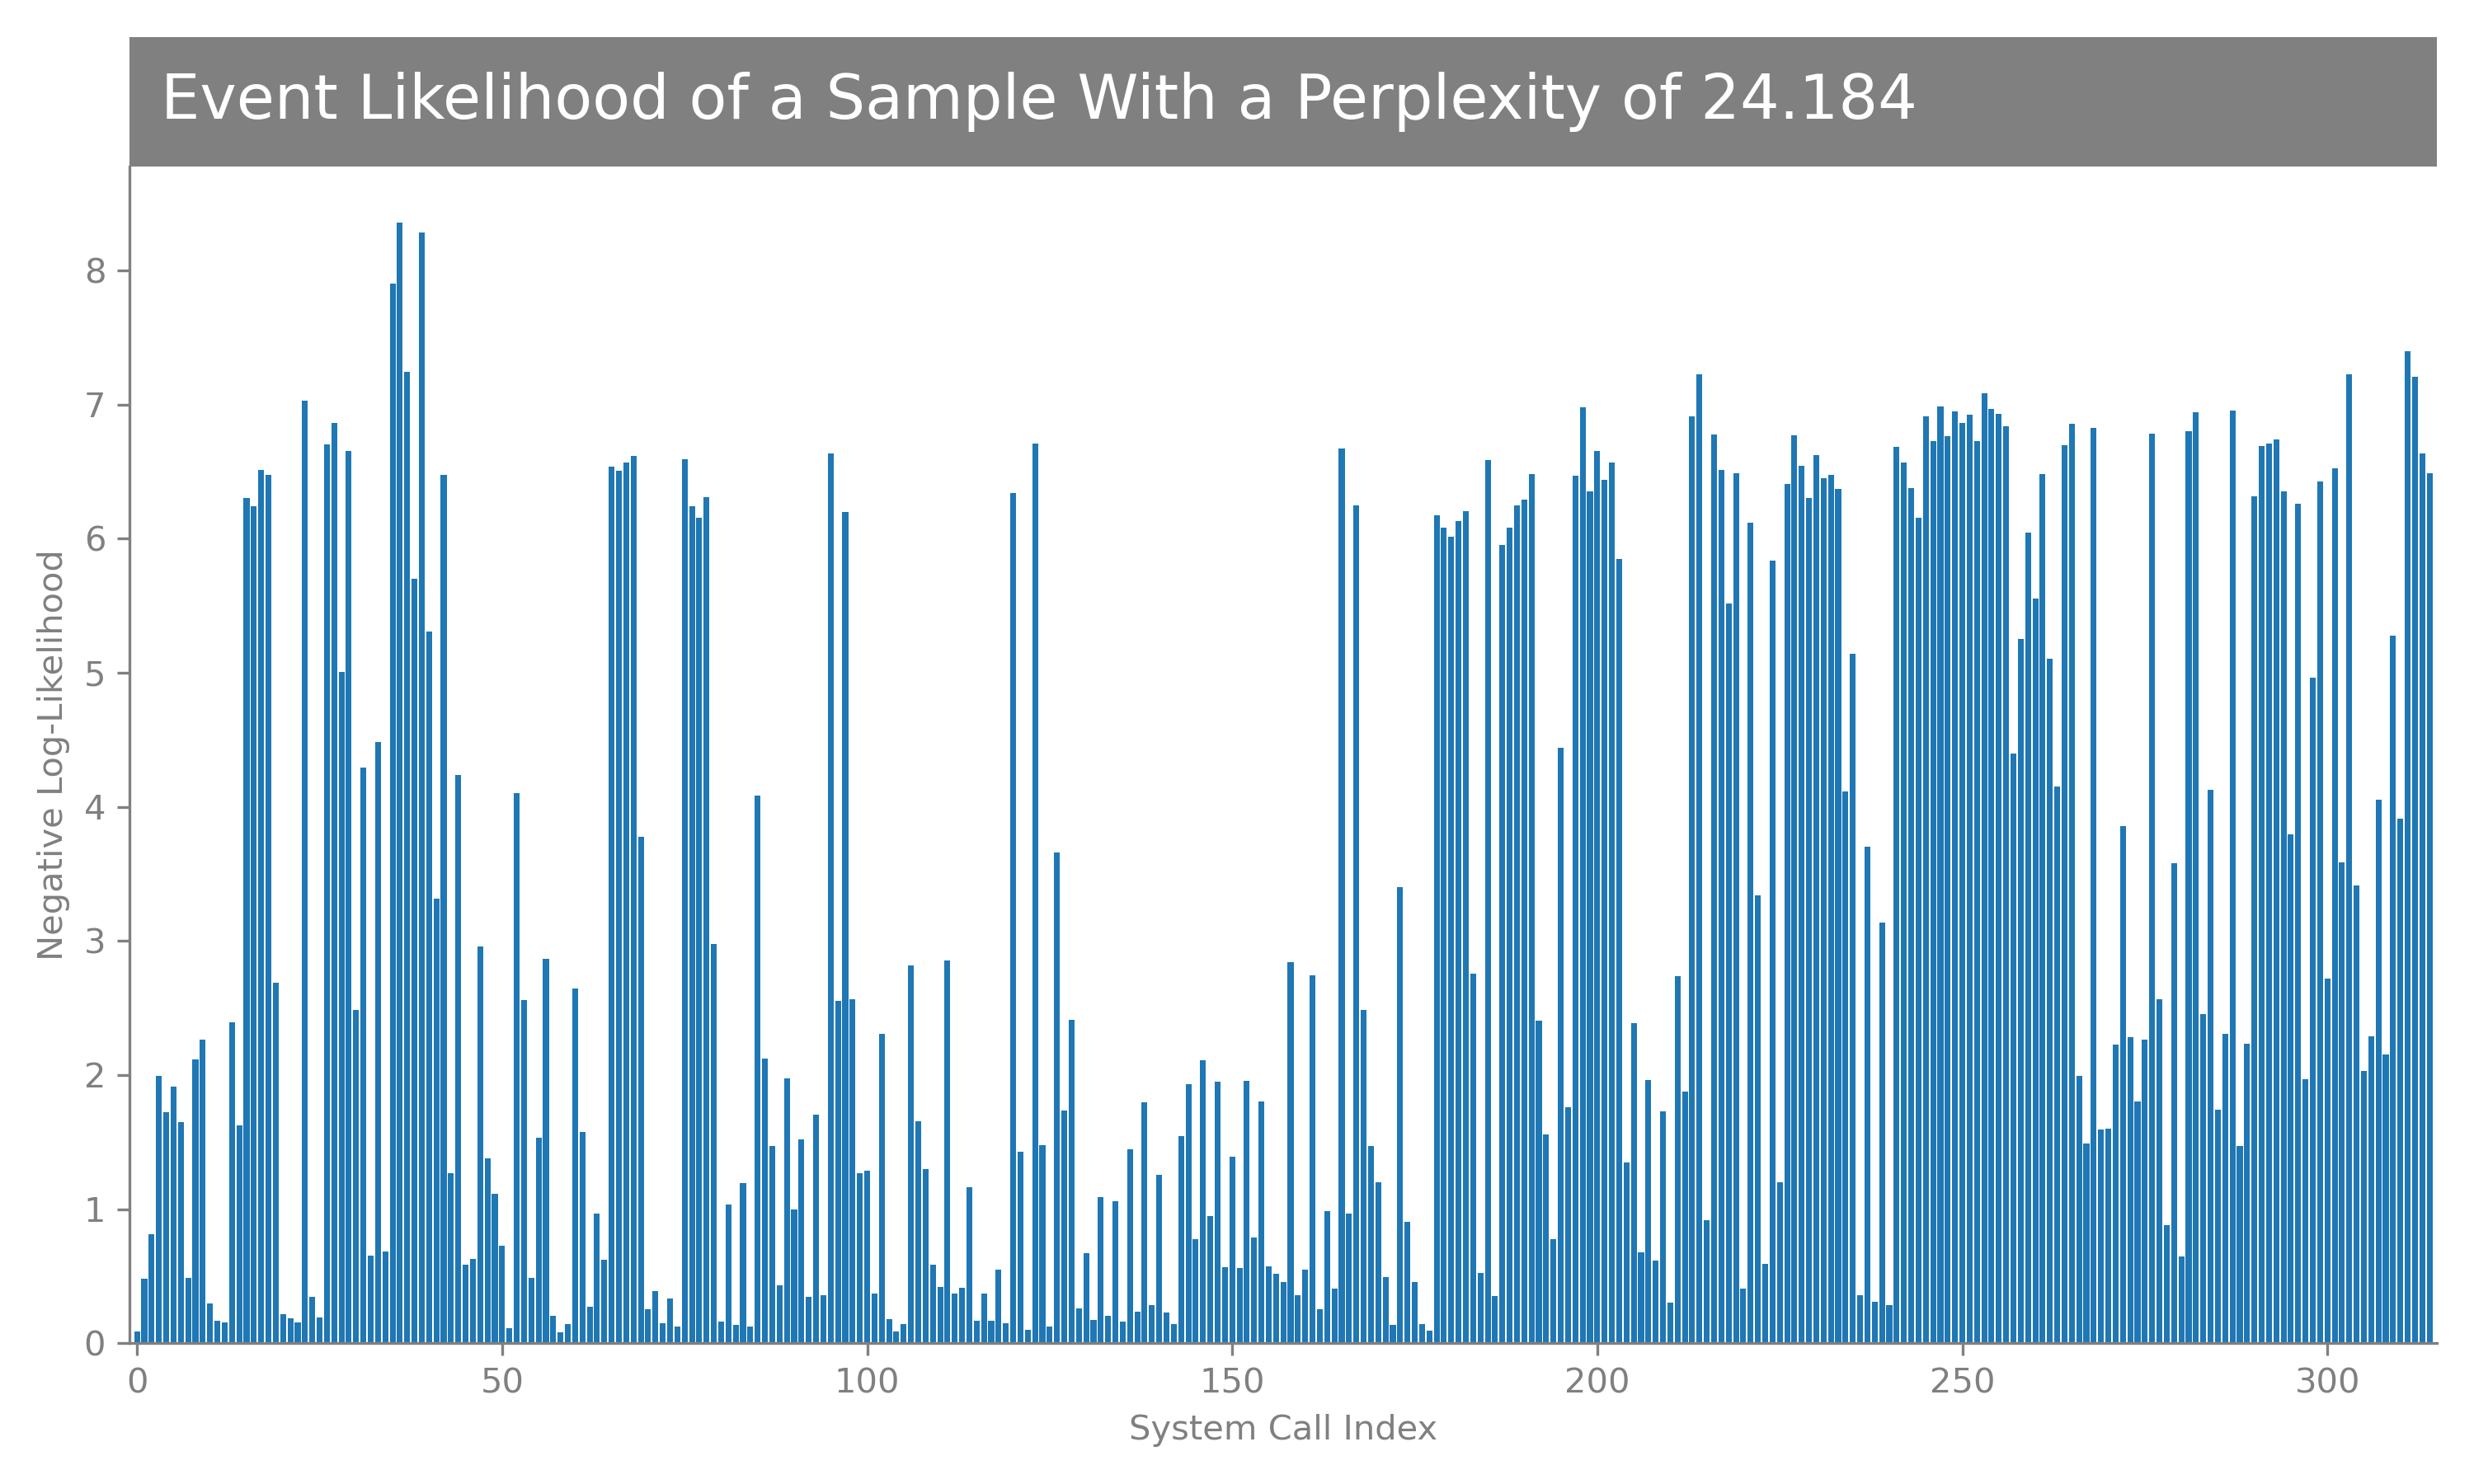 Event Likelihood of a Sample With a Perplexity of 24.184
8
7
6
5
4
3
2
1
0
Negative Log-Likelihood
0 50 100 150 200 250 300
System Call Index